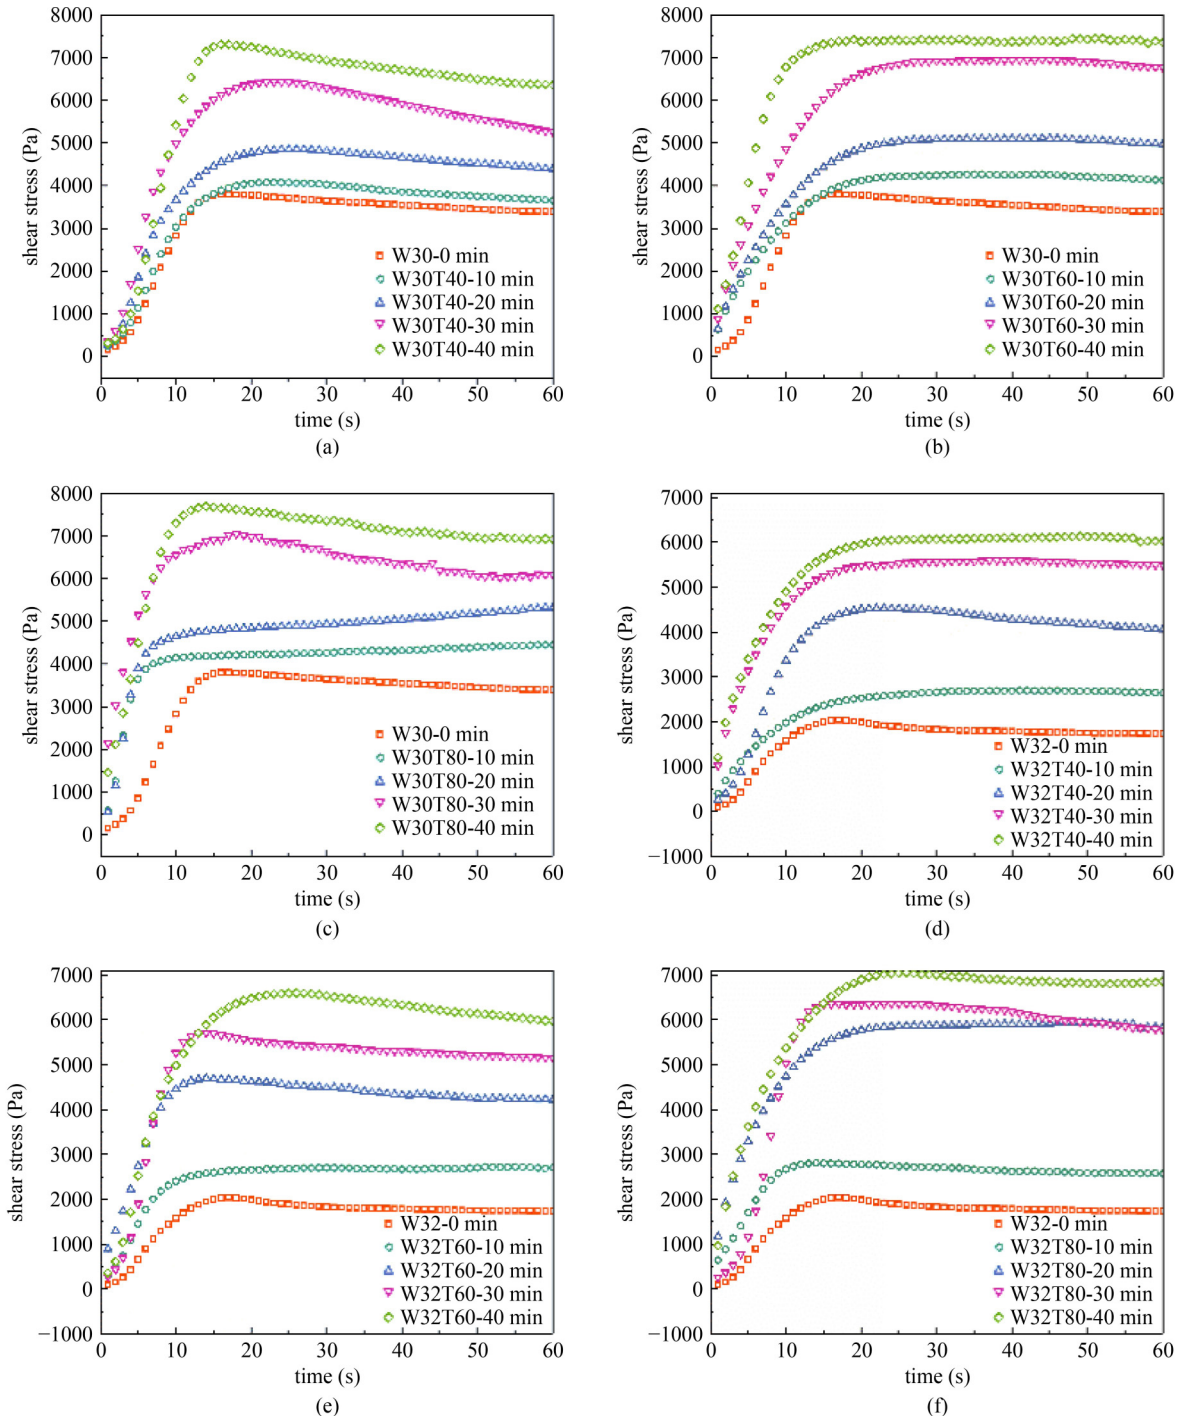 8000
7000
6000
5000
4000
3000
2000
1000
0
shear stress (Pa)
W30-0 min
W30T40-10 min
W30T40-20 min
W30T40-30 min
W30T40-40 min
0 10 20 30 40 50 60
time (s)
(a)
8000
7000
6000
5000
4000
3000
2000
1000
0
shear stress (Pa)
W30-0 min
W30T60-10 min
W30T60-20 min
W30T60-30 min
W30T60-40 min
0 10 20 30 40 50 60
time (s)
(b)
8000
7000
6000
5000
4000
3000
2000
1000
0
shear stress (Pa)
W30-0 min
W30T80-10 min
W30T80-20 min
W30T80-30 min
W30T80-40 min
0 10 20 30 40 50 60
time (s)
(c)
7000
6000
5000
4000
3000
2000
1000
0
−1000
shear stress (Pa)
W32-0 min
W32T40-10 min
W32T40-20 min
W32T40-30 min
W32T40-40 min
0 10 20 30 40 50 60
time (s)
(d)
7000
6000
5000
4000
3000
2000
1000
0
−1000
shear stress (Pa)
W32-0 min
W32T60-10 min
W32T60-20 min
W32T60-30 min
W32T60-40 min
0 10 20 30 40 50 60
time (s)
(e)
7000
6000
5000
4000
3000
2000
1000
0
−1000
shear stress (Pa)
W32-0 min
W32T80-10 min
W32T80-20 min
W32T80-30 min
W32T80-40 min
0 10 20 30 40 50 60
time (s)
(f)